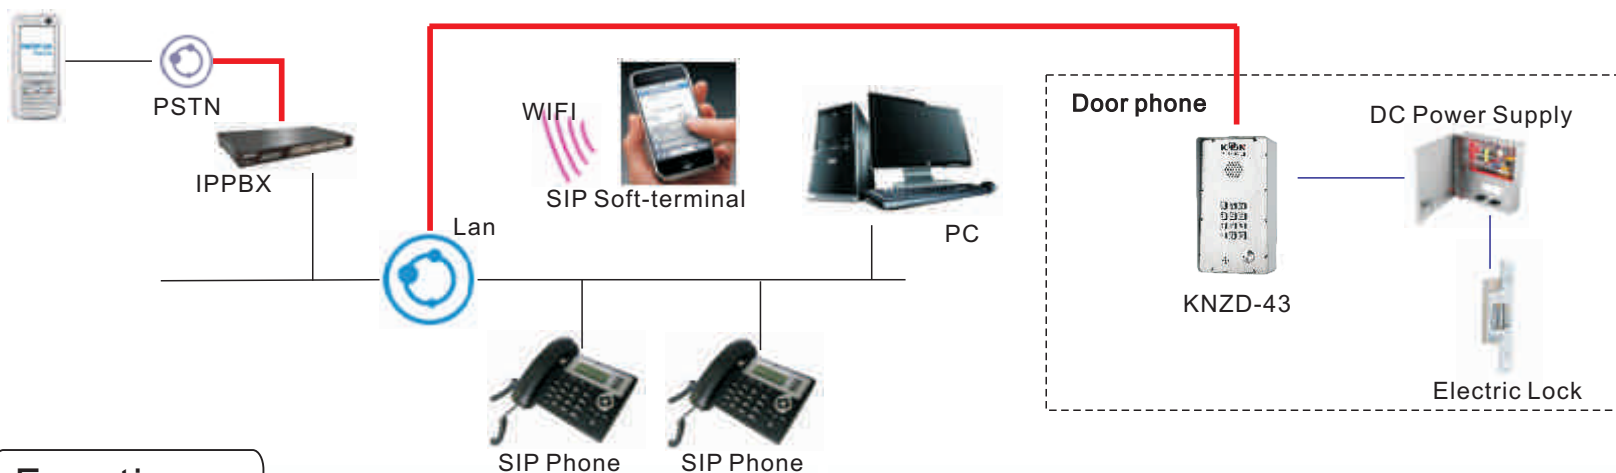 PSTN
IPPBX
WIFI
SIP Soft-terminal
Lan
PC
SIP Phone
SIP Phone
Door phone
DC Power Supply
KNZD-43
Electric Lock